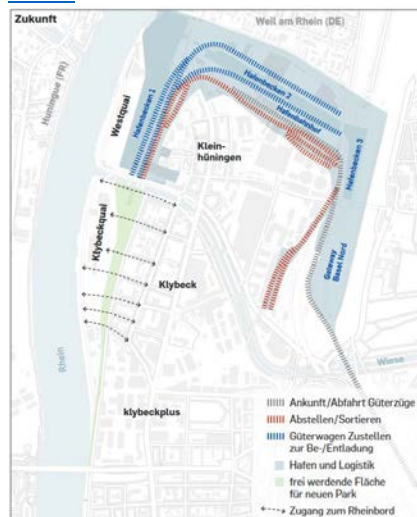 Zukunft
Weil am Rhein (DE)
Huningue (FR)
Westquai
Hafenbecken 1
Hafenbecken 2
Hafenbahnhof
Hafenbecken 3
Klein-
hüningen
Klybeckquai
Klybeck
Gateway
Basel Nord
Wiese
Rhein
klybeckplus
Ankunft/Abfahrt Güterzüge
Abstellen/Sortieren
Güterwagen Zustellen
zur Be-/Entladung
Hafen und Logistik
frei werdende Fläche
für neuen Park
Zugang zum Rheinbord